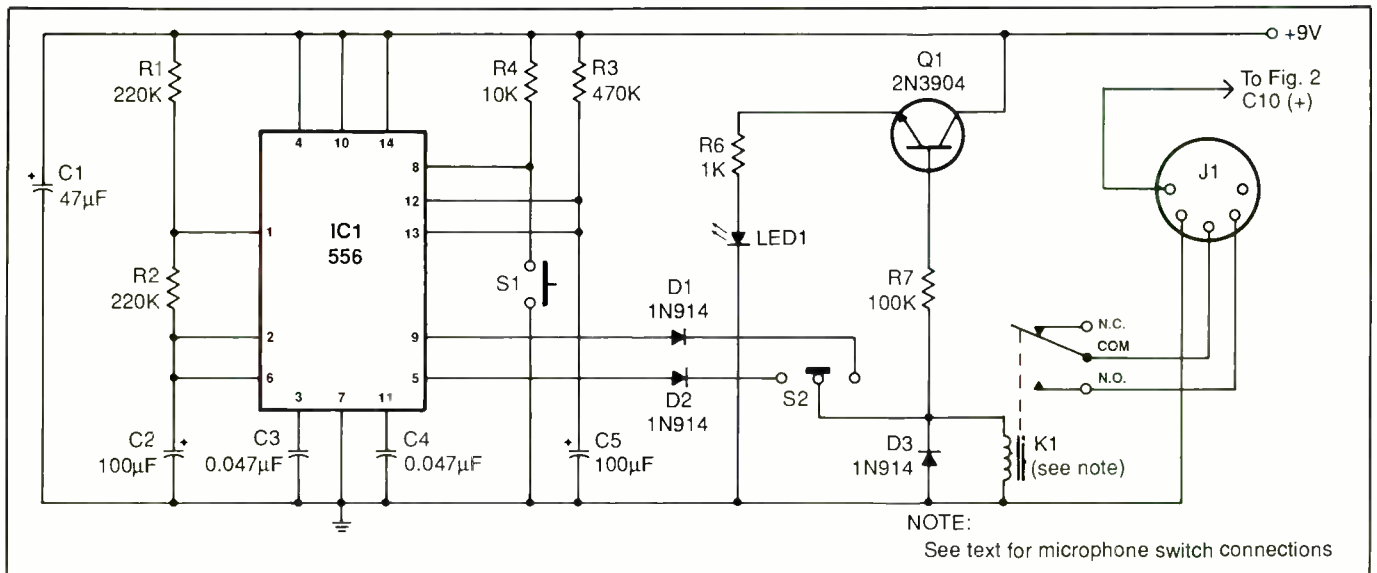 +9V
R1
220K
R4
10K
R3
470K
Q1
2N3904
To Fig. 2
C10 (+)
4 10 14
J1
+ C1
47µF
R6
1K
8
12
13
1
IC1
556
LED1
R2
220K
S1
R7
100K
D1
1N914
N.C.
COM
N.O.
2
9
6
5
D2
1N914
S2
3 7 11
C2 +
100µF
C3
0.047µF
C4
0.047µF
+ C5
100µF
D3
1N914
K1
(see note)
NOTE:
See text for microphone switch connections